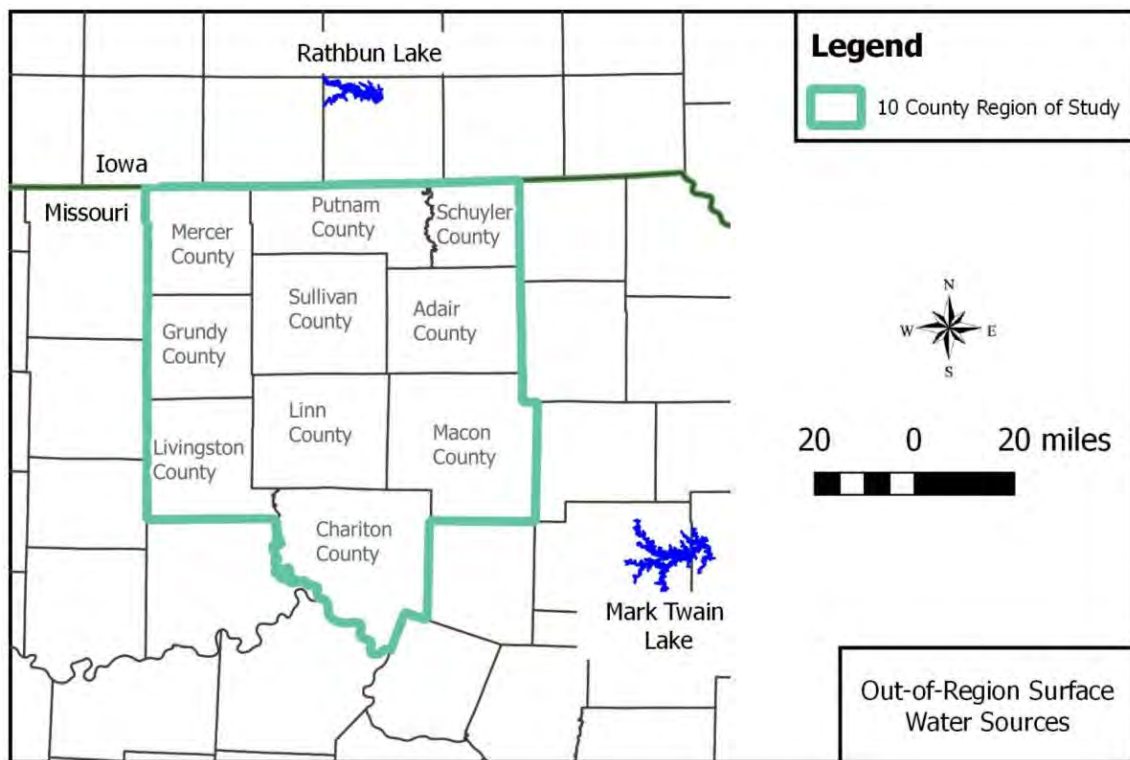 Rathbun Lake
Legend
10 County Region of Study
Iowa
Missouri
Mercer
County
Putnam
County
Schuyler
County
Sullivan
County
Adair
County
Grundy
County
Linn
County
Livingston
County
Macon
County
Chariton
County
N
W
E
S
20 0 20 miles
Mark Twain
Lake
Out-of-Region Surface
Water Sources